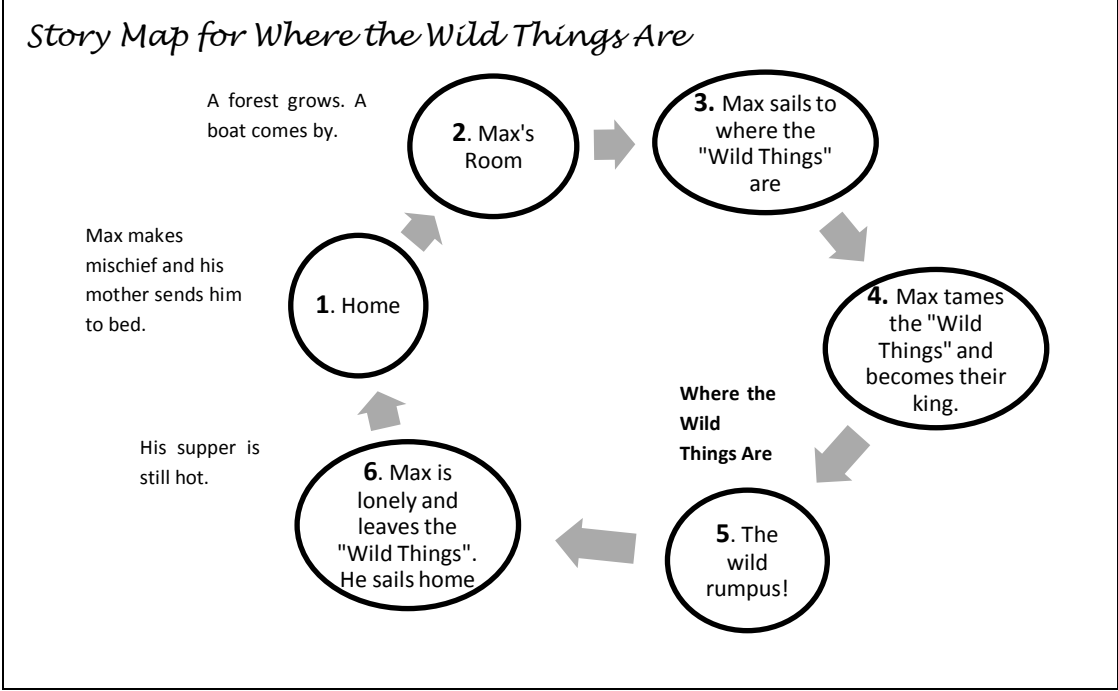 Story Map for Where the Wild Things Are
A forest grows. A
boat comes by.
2. Max's
Room
3. Max sails to
where the
"Wild Things"
are
Max makes
mischief and his
mother sends him
to bed.
1. Home
4. Max tames
the "Wild
Things" and
becomes their
king.
Where the
Wild
Things Are
His supper is
still hot.
6. Max is
lonely and
leaves the
"Wild Things".
He sails home
5. The
wild
rumpus!